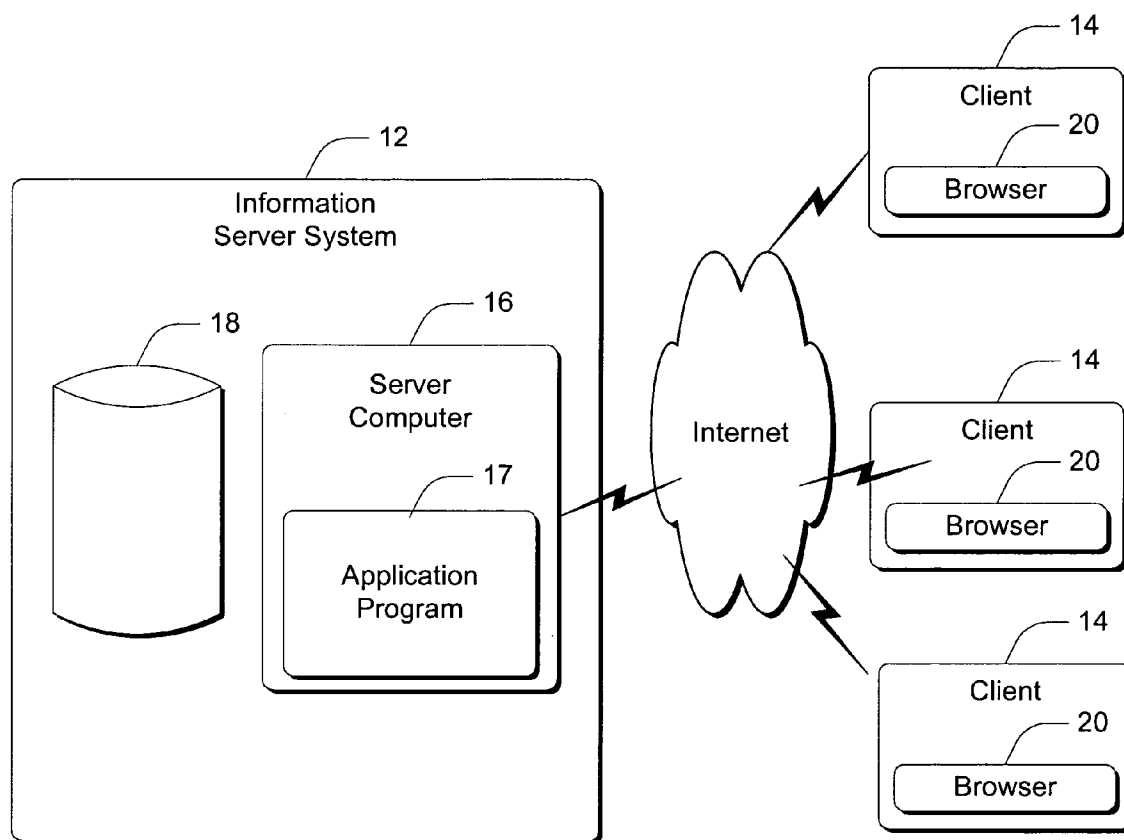 12
Information
Server System
18
16
Server
Computer
17
Application
Program
Internet
14
Client
20
Browser
14
Client
20
Browser
14
Client
20
Browser